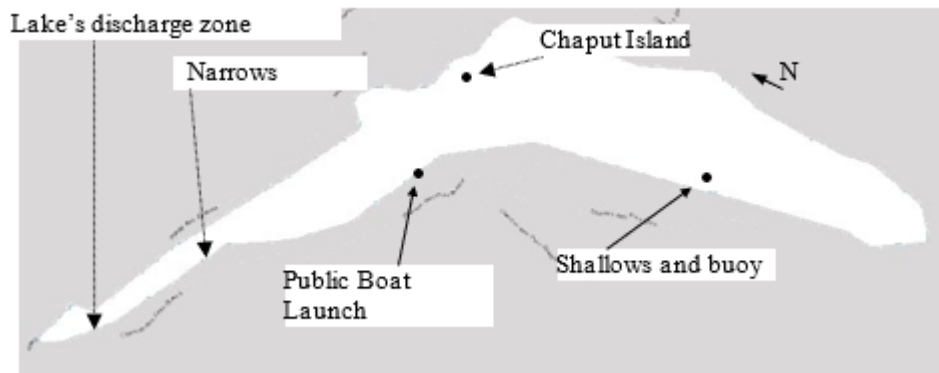 Lake’s discharge zone
Chaput Island
Narrows
N
Public Boat
Launch
Shallows and buoy